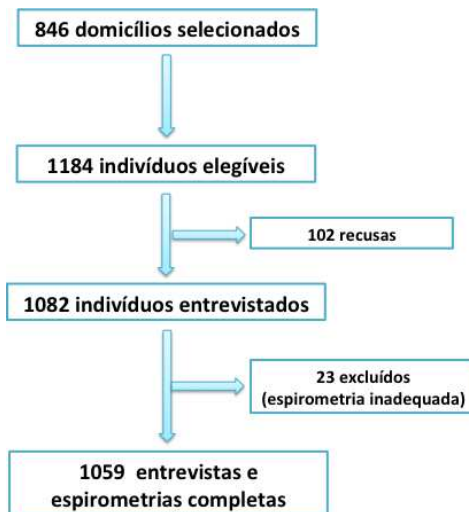 846 domicílios selecionados
1184 indivíduos elegíveis
102 recusas
1082 indivíduos entrevistados
23 excluídos
(espirometria inadequada)
1059 entrevistas e
espirometrias completas